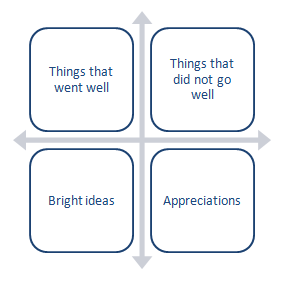 Things that
went well
Things that
did not go
well
Bright ideas
Appreciations